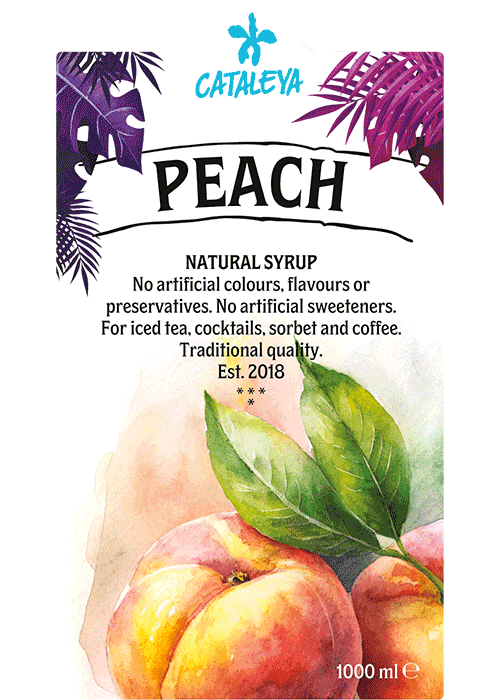 CATALEYA
PEACH
NATURAL SYRUP
No artificial colours, flavours or
preservatives. No artificial sweeteners.
For iced tea, cocktails, sorbet and coffee.
Traditional quality.
Est. 2018
* * *
*
1000 ml ℮